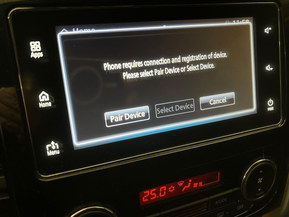 Home
Apps
Phone requires connection and registration of device.
Please select Pair Device or Select Device.
Home
Pair Device
Select Device
Cancel
Menu
25.0